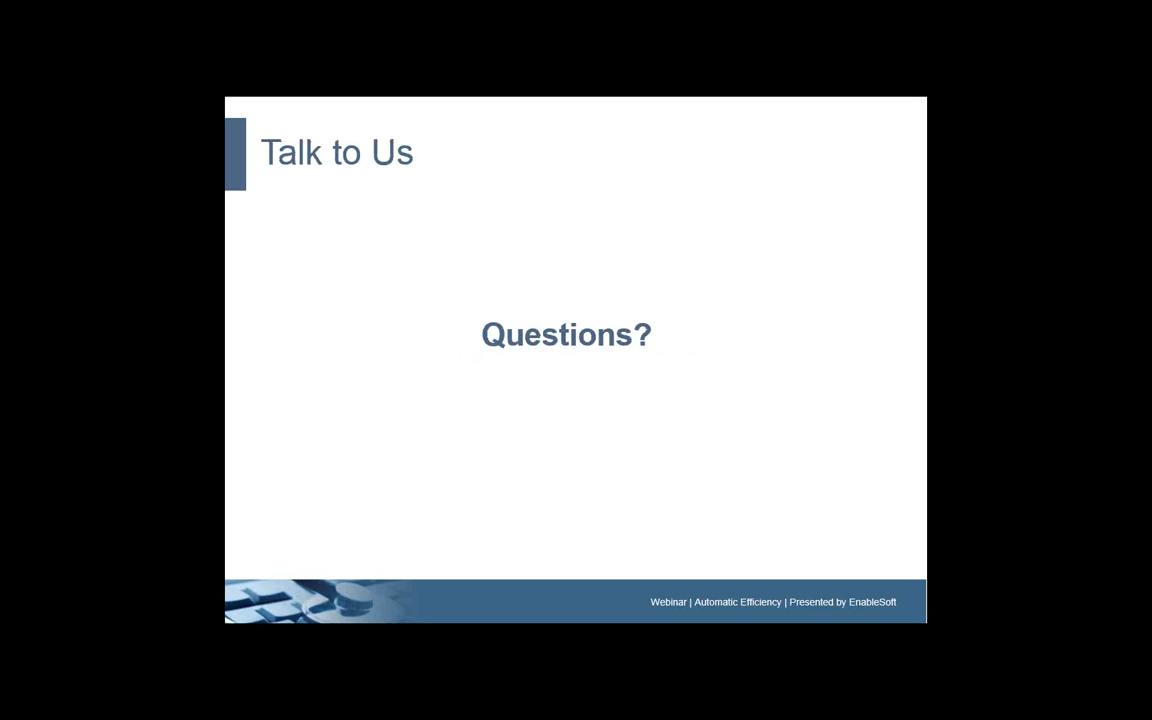 Talk to Us
Questions?
Webinar | Automatic Efficiency | Presented by EnableSoft